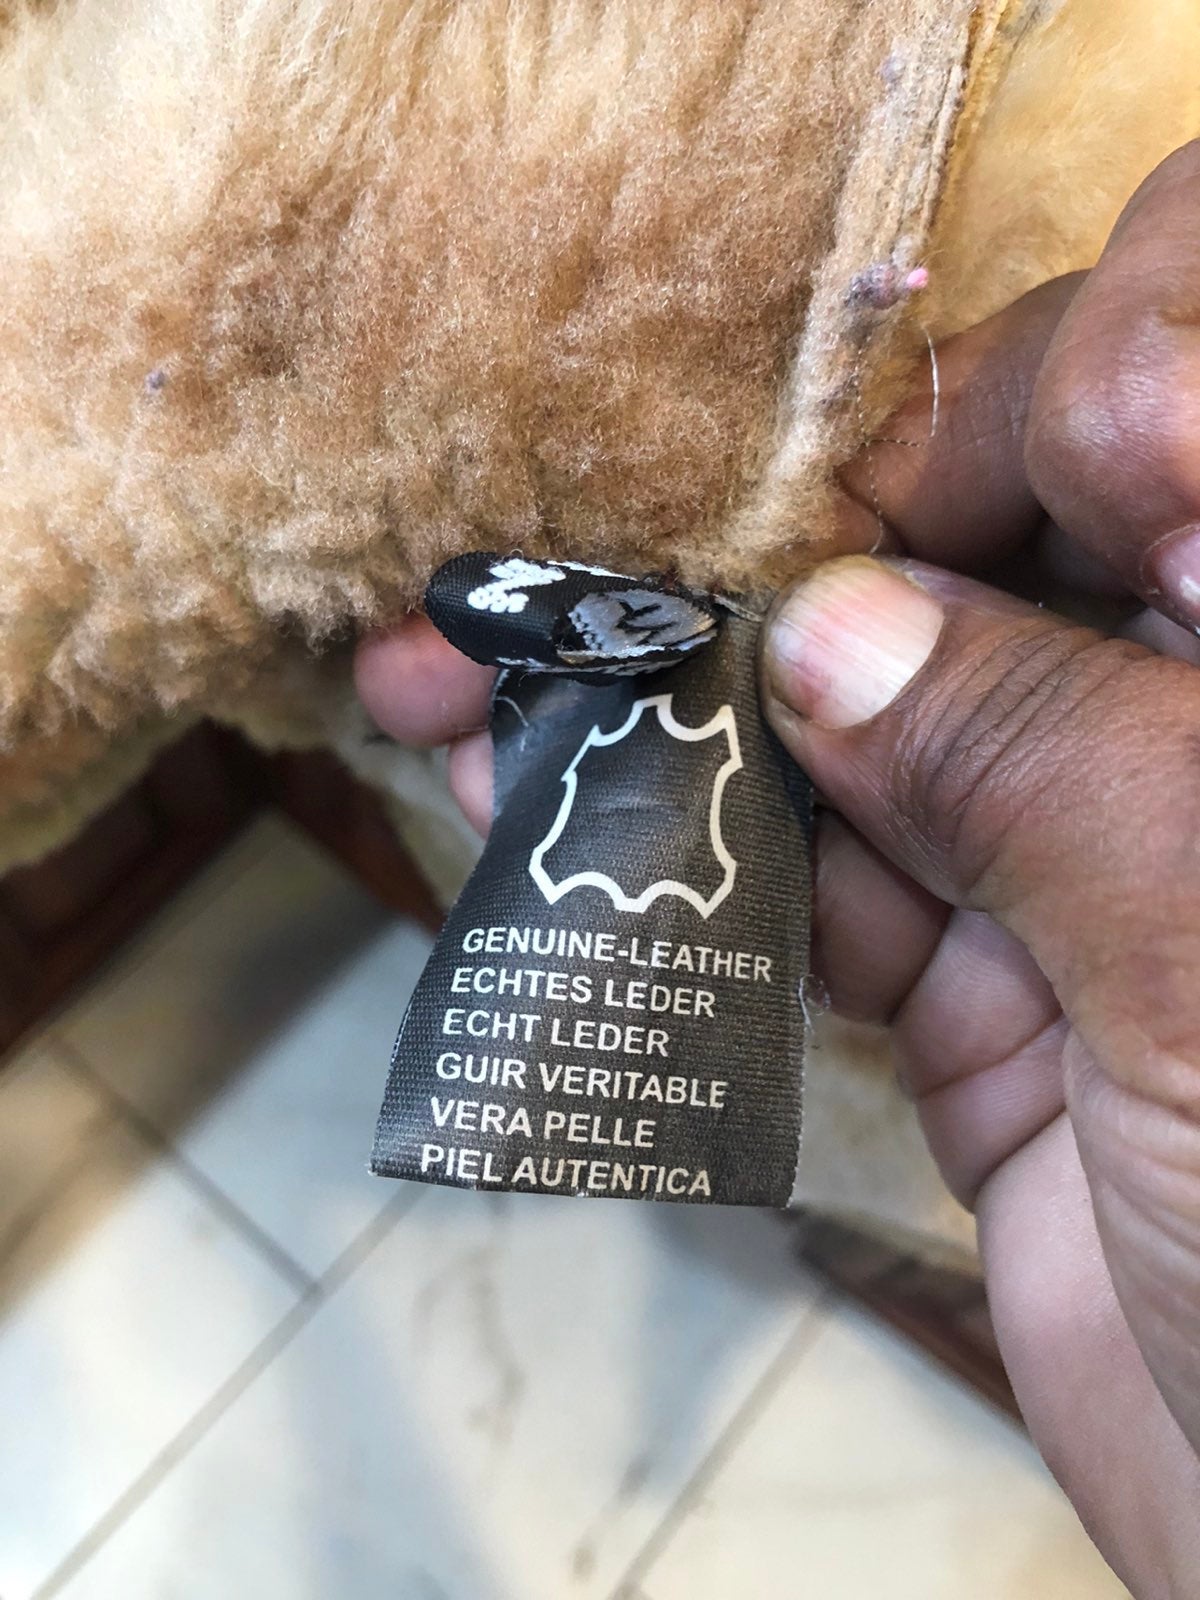 GENUINE-LEATHER
ECHTES LEDER
ECHT LEDER
GUIR VERITABLE
VERA PELLE
PIEL AUTENTICA